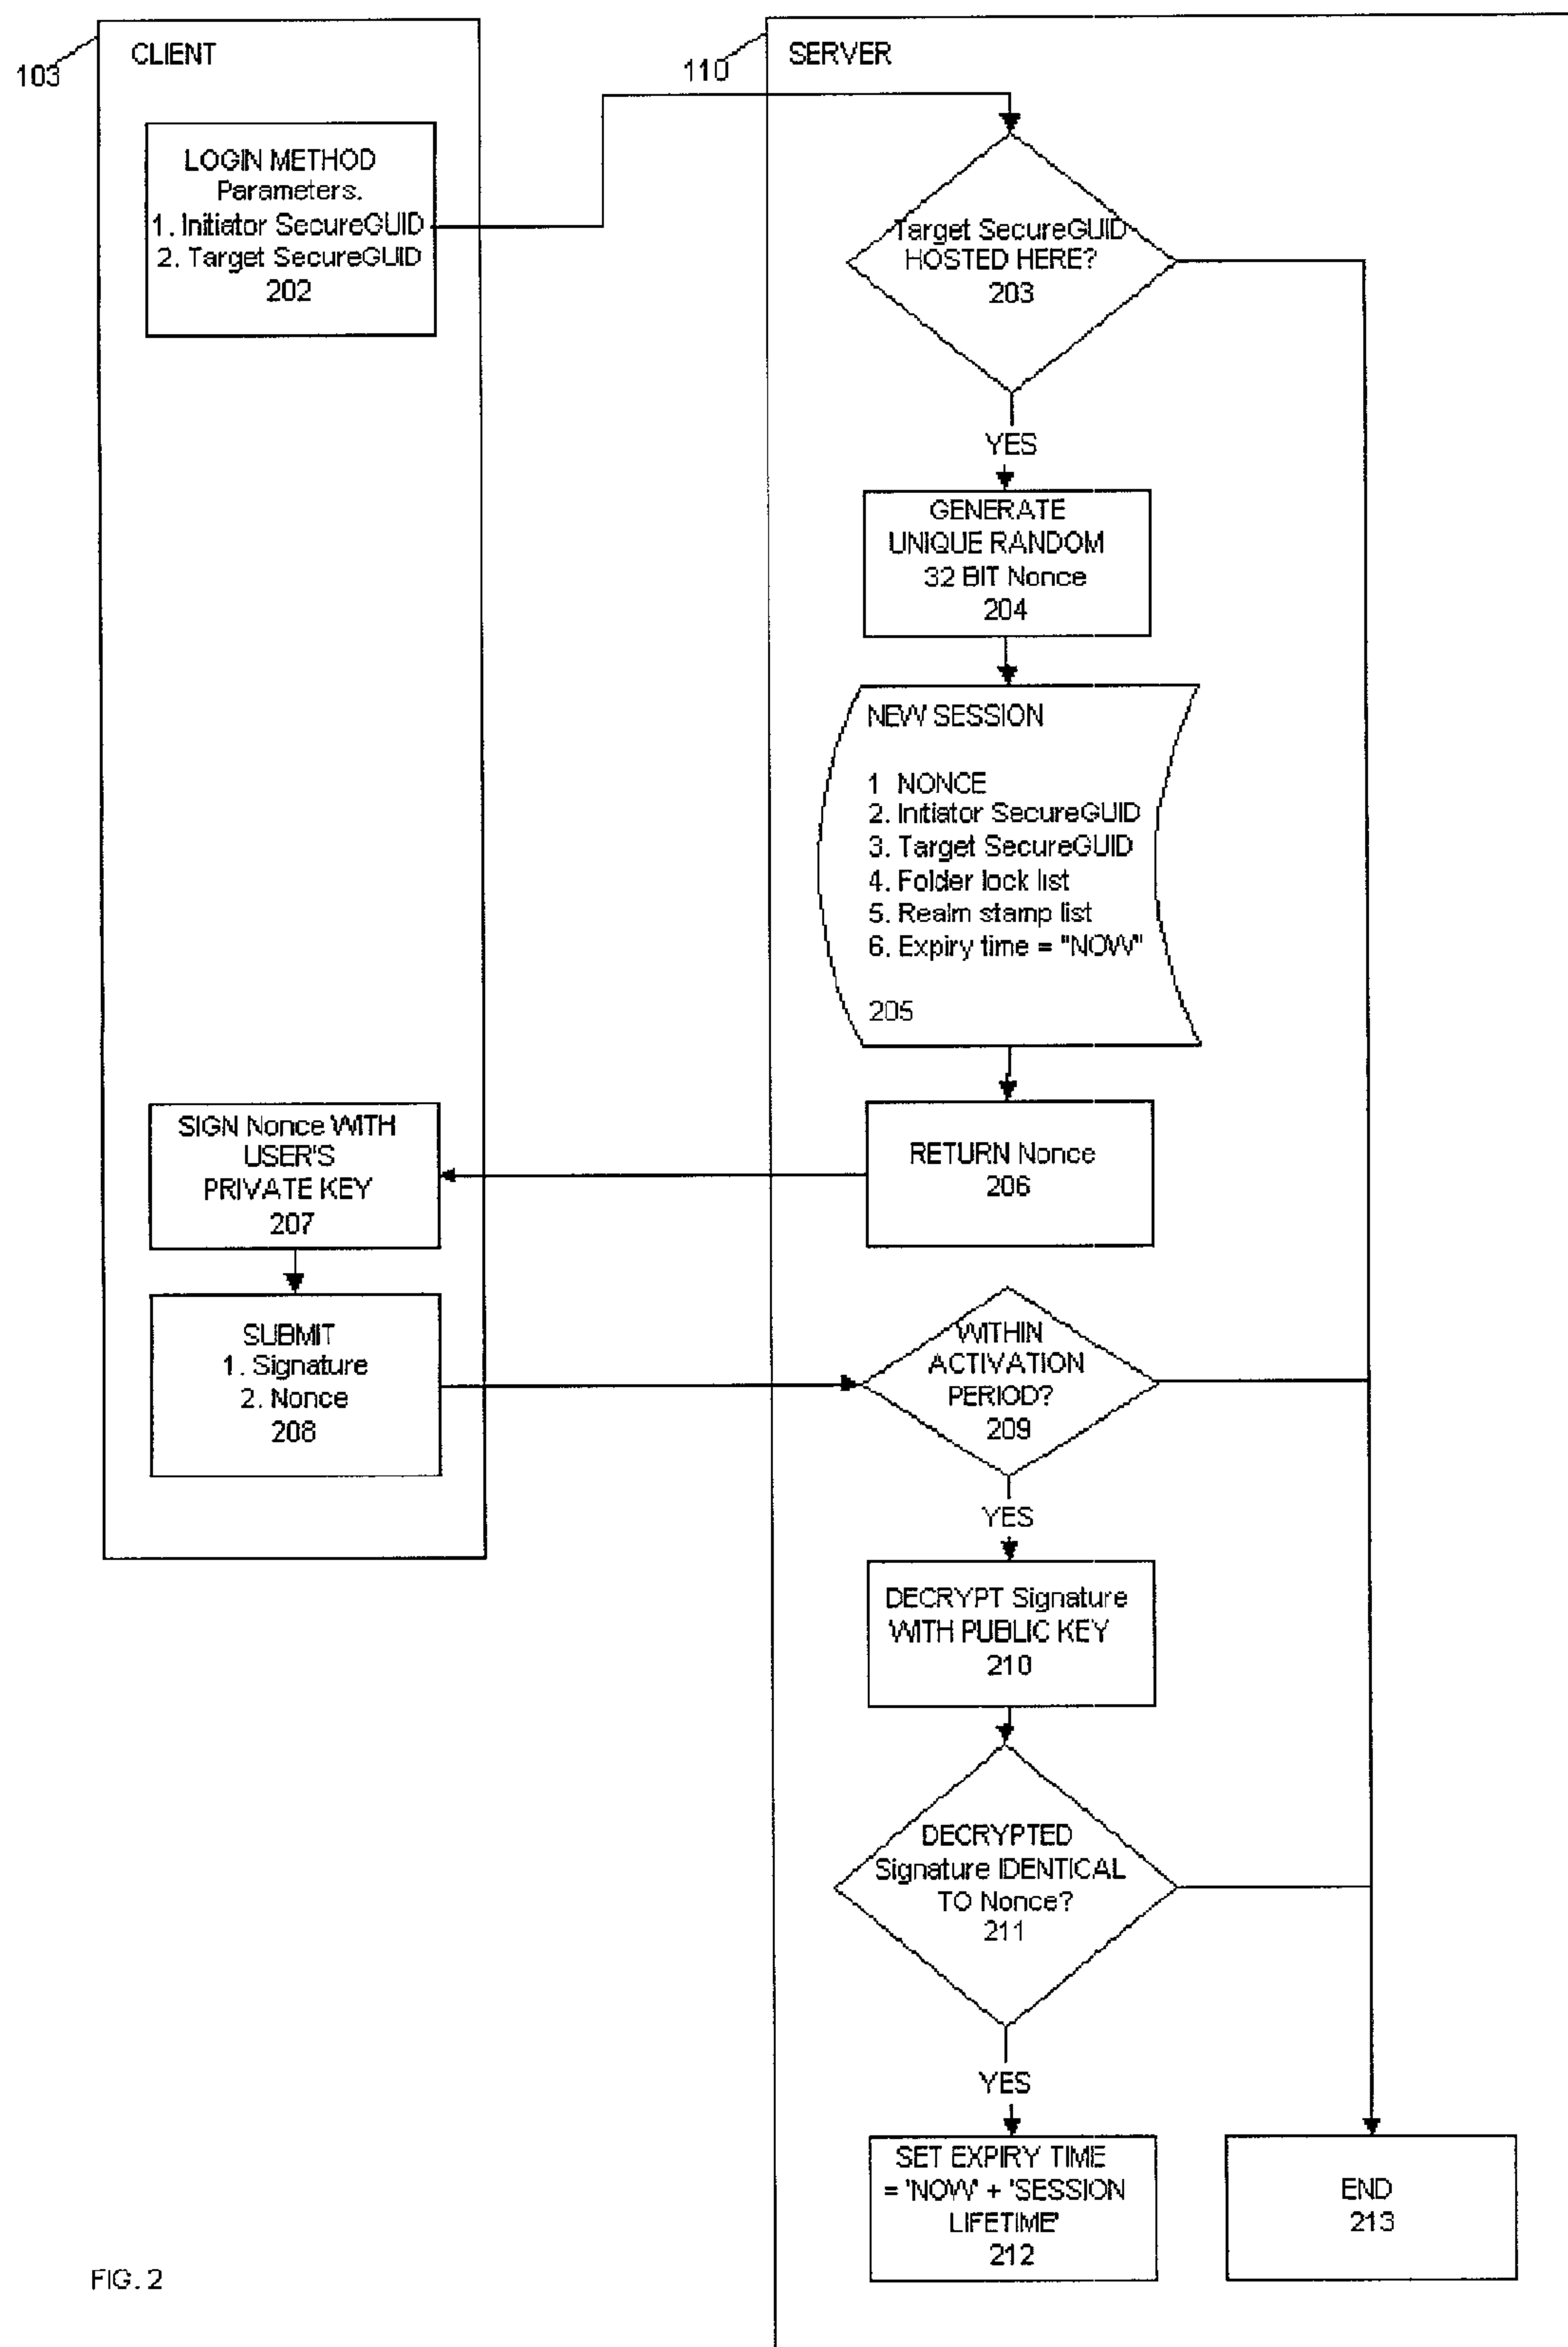 CLIENT
103
LOGIN METHOD
Parameters.
1. Initiator SecureGUID
2. Target SecureGUID
202
SERVER
110
Target SecureGUID
HOSTED HERE?
203
YES
GENERATE
UNIQUE RANDOM
32 BIT Nonce
204
NEW SESSION
1 NONCE
2. Initiator SecureGUID
3. Target SecureGUID
4. Folder lock list
5. Realm stamp list
6. Expiry time = "NOW"
205
RETURN Nonce
206
SIGN Nonce WITH
USER'S
PRIVATE KEY
207
SUBMIT
1. Signature
2. Nonce
208
WITHIN
ACTIVATION
PERIOD?
209
YES
DECRYPT Signature
WITH PUBLIC KEY
210
DECRYPTED
Signature IDENTICAL
TO Nonce?
211
YES
SET EXPIRY TIME
= 'NOW' + 'SESSION
LIFETIME'
212
END
213
FIG. 2